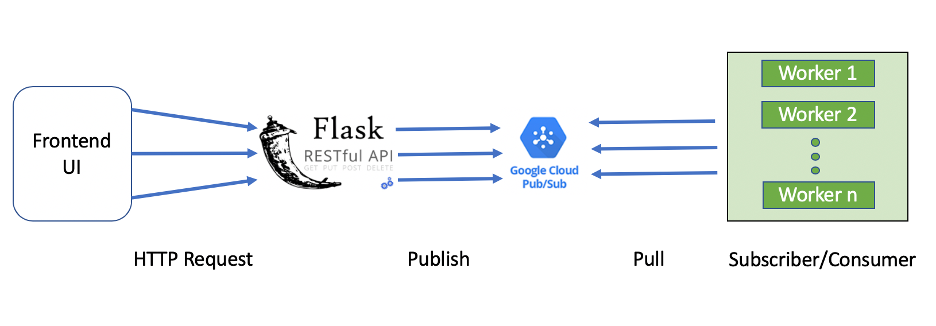 Frontend
UI
Flask
RESTful API
GET PUT POST DELETE
Google Cloud
Pub/Sub
Worker 1
Worker 2
Worker n
HTTP Request
Publish
Pull
Subscriber/Consumer